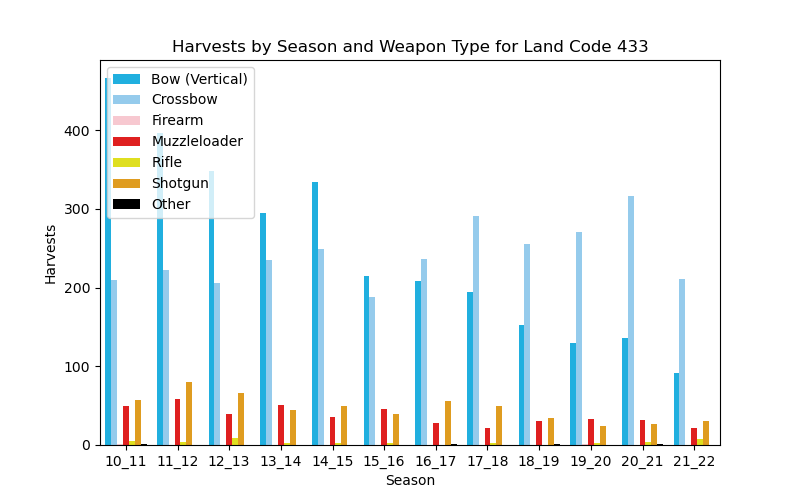 Harvests by Season and Weapon Type for Land Code 433
Bow (Vertical)
Crossbow
Firearm
Muzzleloader
Rifle
Shotgun
Other
400
300
200
100
0
Harvests
10_11 11_12 12_13 13_14 14_15 15_16 16_17 17_18 18_19 19_20 20_21 21_22
Season